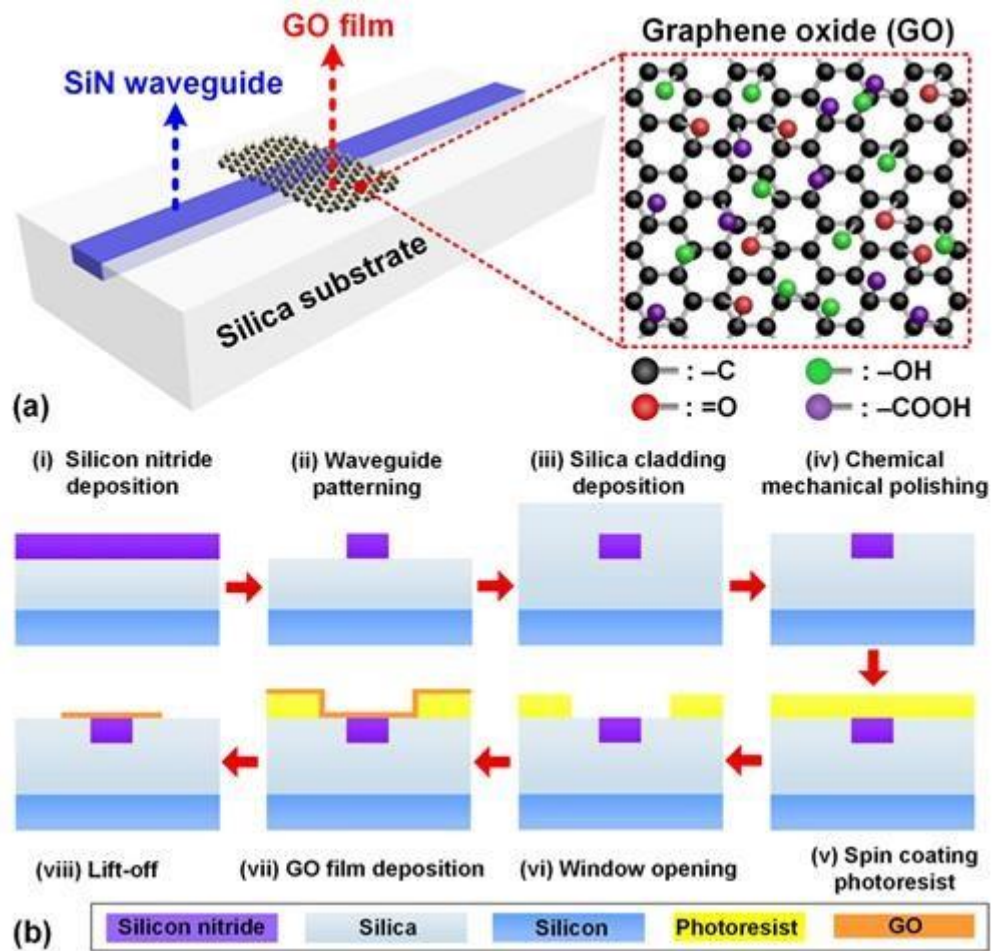 GO film
SiN waveguide
Graphene oxide (GO)
Silica substrate
: –C
: –OH
: =O
: –COOH
(a)
(i) Silicon nitride
deposition
(ii) Waveguide
patterning
(iii) Silica cladding
deposition
(iv) Chemical
mechanical polishing
(viii) Lift-off
(vii) GO film deposition
(vi) Window opening
(v) Spin coating
photoresist
(b)
Silicon nitride
Silica
Silicon
Photoresist
GO